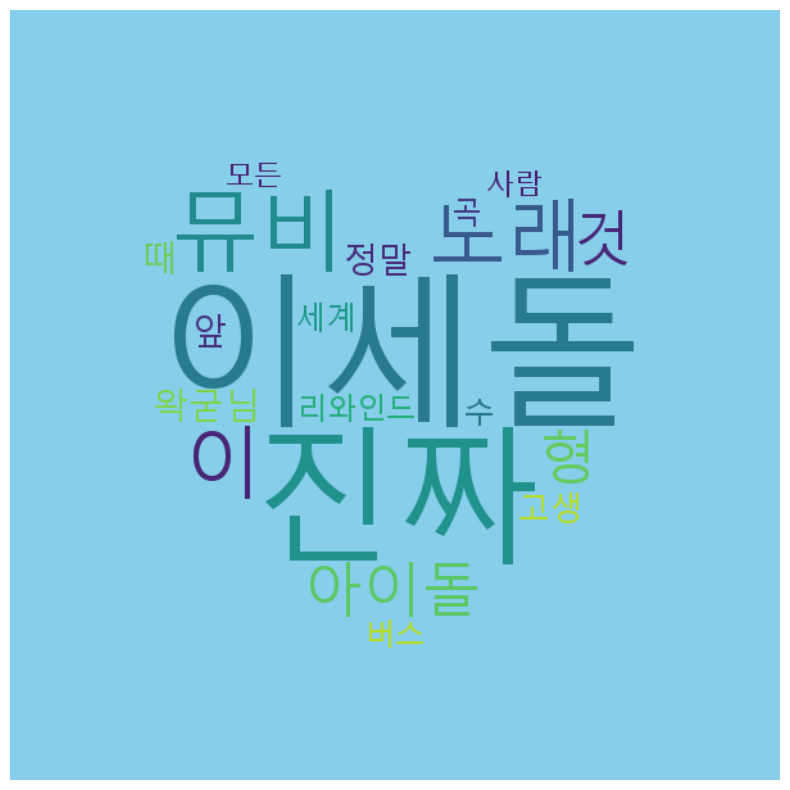 모든
사람
뮤비
노래
곡
것
때
정말
이세돌
세계
앞
왁굳님
리와인드
수
이
진짜
형
고생
아이돌
버스